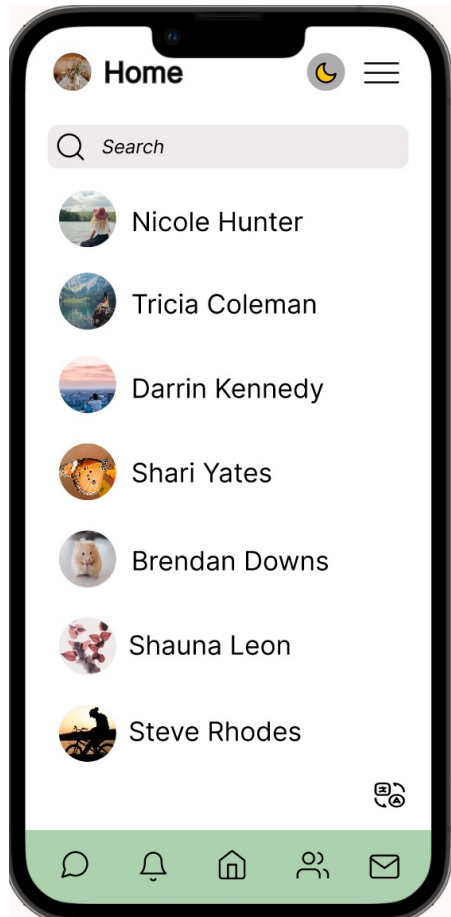 Home
Search
Nicole Hunter
Tricia Coleman
Darrin Kennedy
Shari Yates
Brendan Downs
Shauna Leon
Steve Rhodes